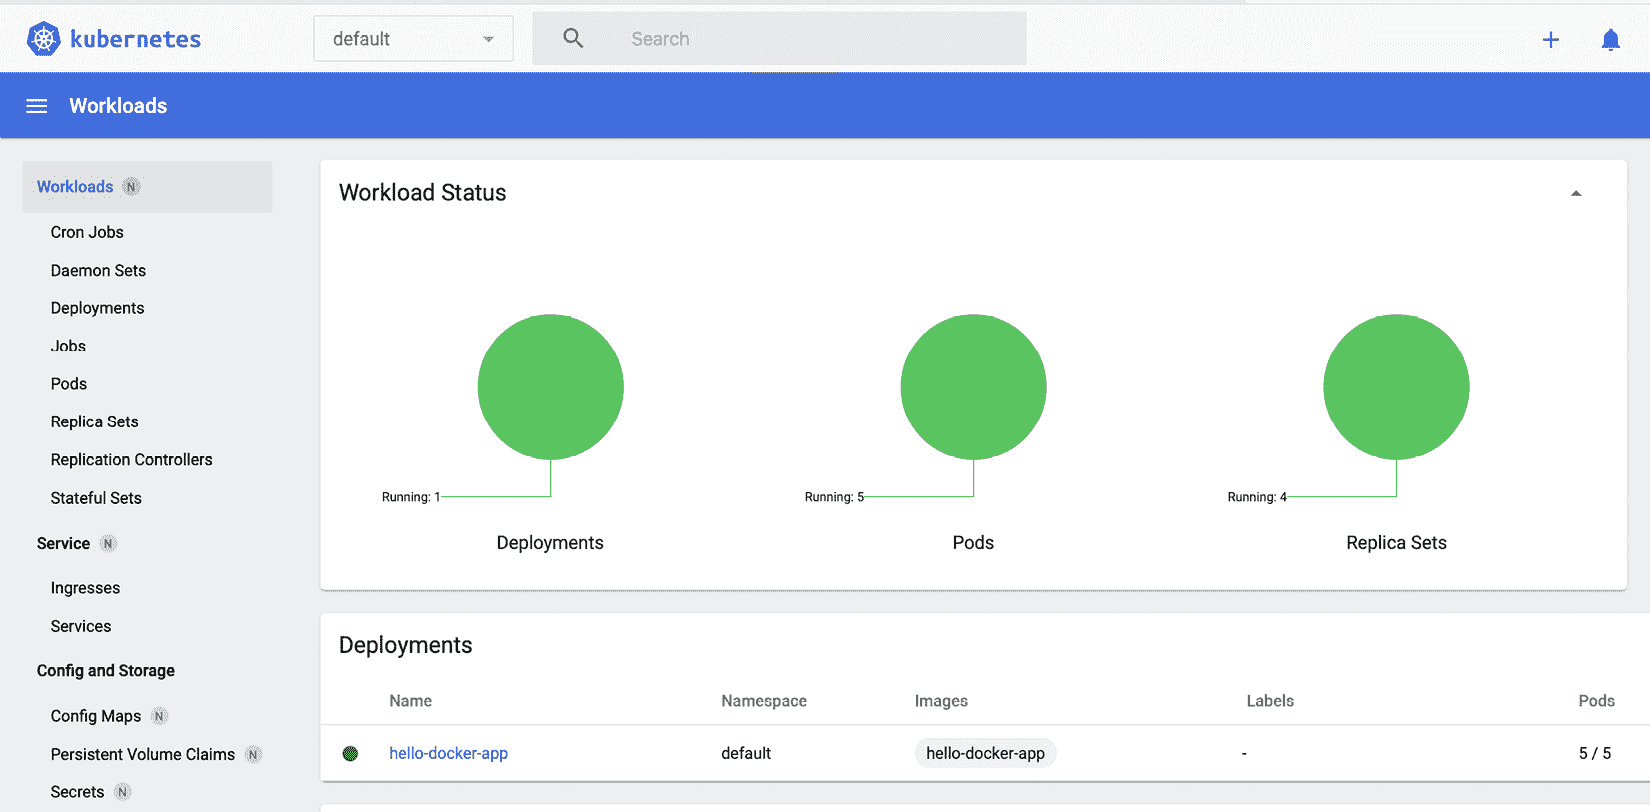 kubernetes
default
Search
Workloads
Workloads N
Cron Jobs
Daemon Sets
Deployments
Jobs
Pods
Replica Sets
Replication Controllers
Stateful Sets
Service N
Ingresses
Services
Config and Storage
Config Maps N
Persistent Volume Claims N
Secrets N
Workload Status
Running: 1
Running: 5
Running: 4
Deployments
Pods
Replica Sets
Deployments
Name Namespace Images Labels Pods
hello-docker-app default hello-docker-app - 5 / 5